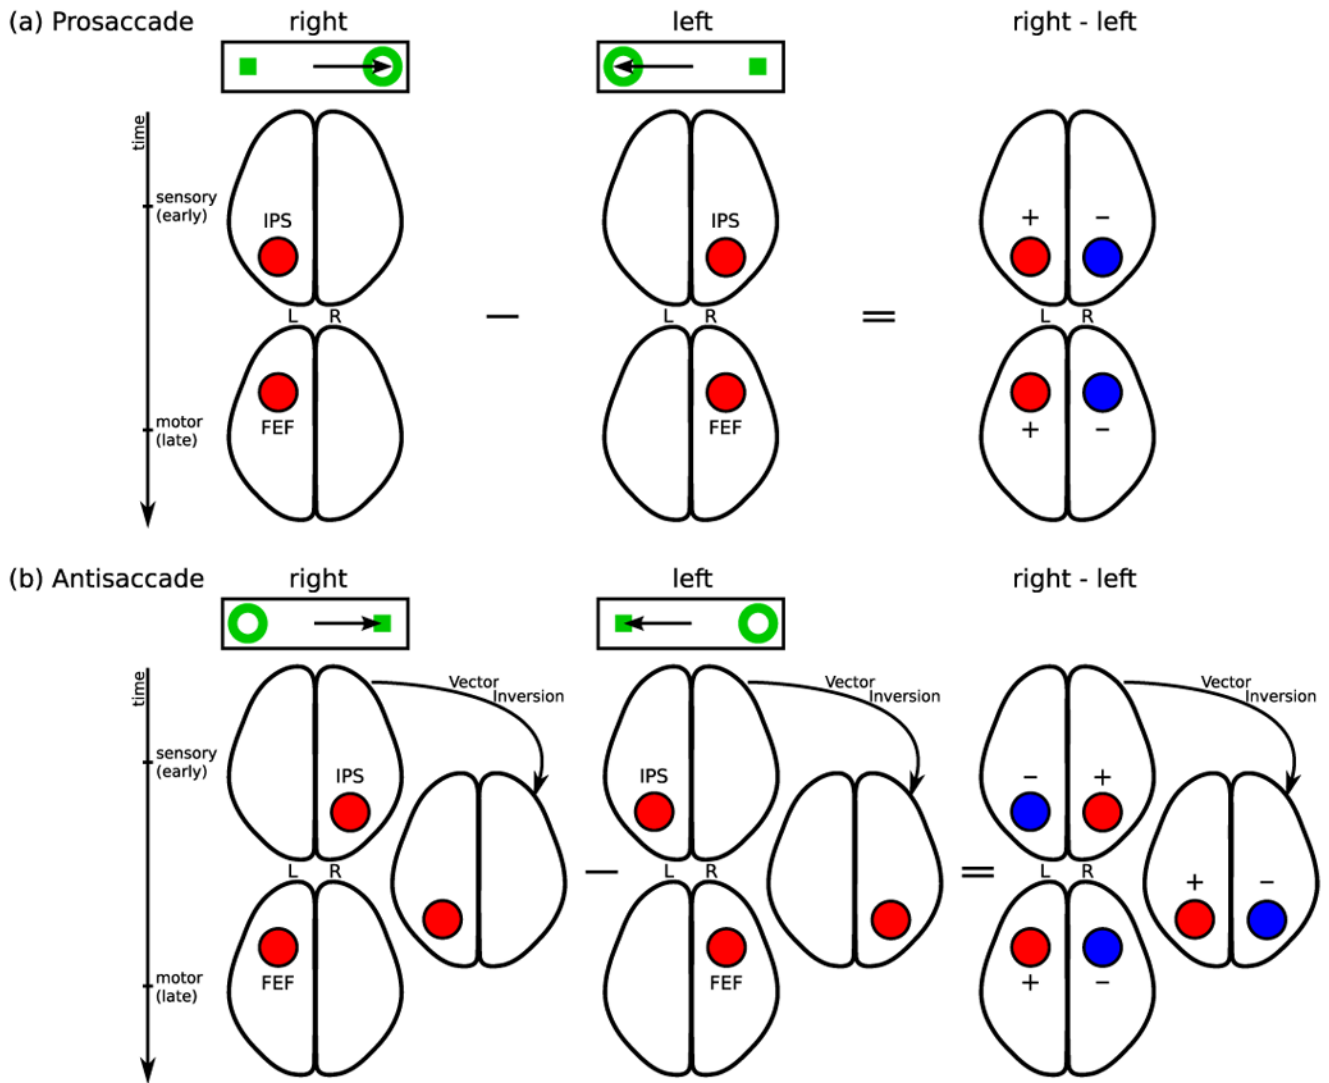 (a) Prosaccade right left right - left
time
sensory
(early)
IPS IPS + −
L R L R L R
− =
motor
(late)
FEF FEF + −
(b) Antisaccade right left right - left
time
Vector
Inversion
Vector
Inversion
Vector
Inversion
sensory
(early)
IPS IPS − +
L R L R L R
− =
+ −
motor
(late)
FEF FEF + −